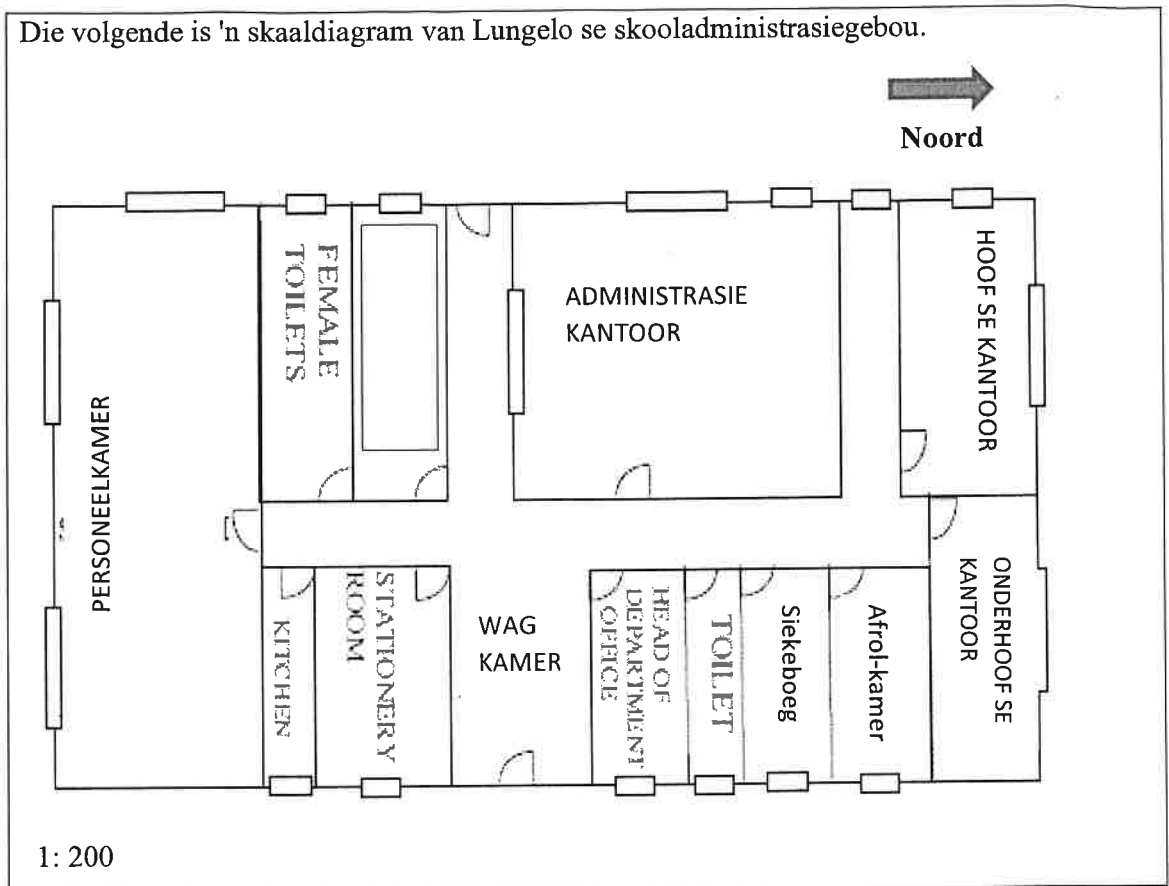 Die volgende is 'n skaaldiagram van Lungelo se skooladministrasiegebou.
Noord
PERSONEELKAMER
FEMALE
TOILETS
ADMINISTRASIE
KANTOOR
HOOF SE KANTOOR
KITCHEN
STATIONERY
ROOM
WAG
KAMER
HEAD OF
DEPARTMENT
OFFICE
TOILET
Siekeboeg
Afrol-kamer
ONDERHOOF SE
KANTOOR
1: 200